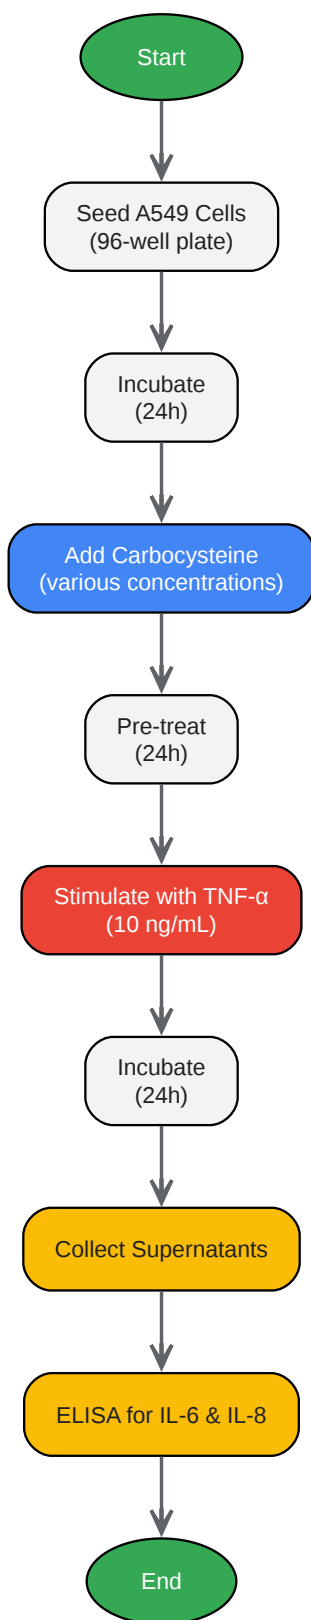 Start
Seed A549 Cells
(96-well plate)
Incubate
(24h)
Add Carbocysteine
(various concentrations)
Pre-treat
(24h)
Stimulate with TNF-α
(10 ng/mL)
Incubate
(24h)
Collect Supernatants
ELISA for IL-6 & IL-8
End